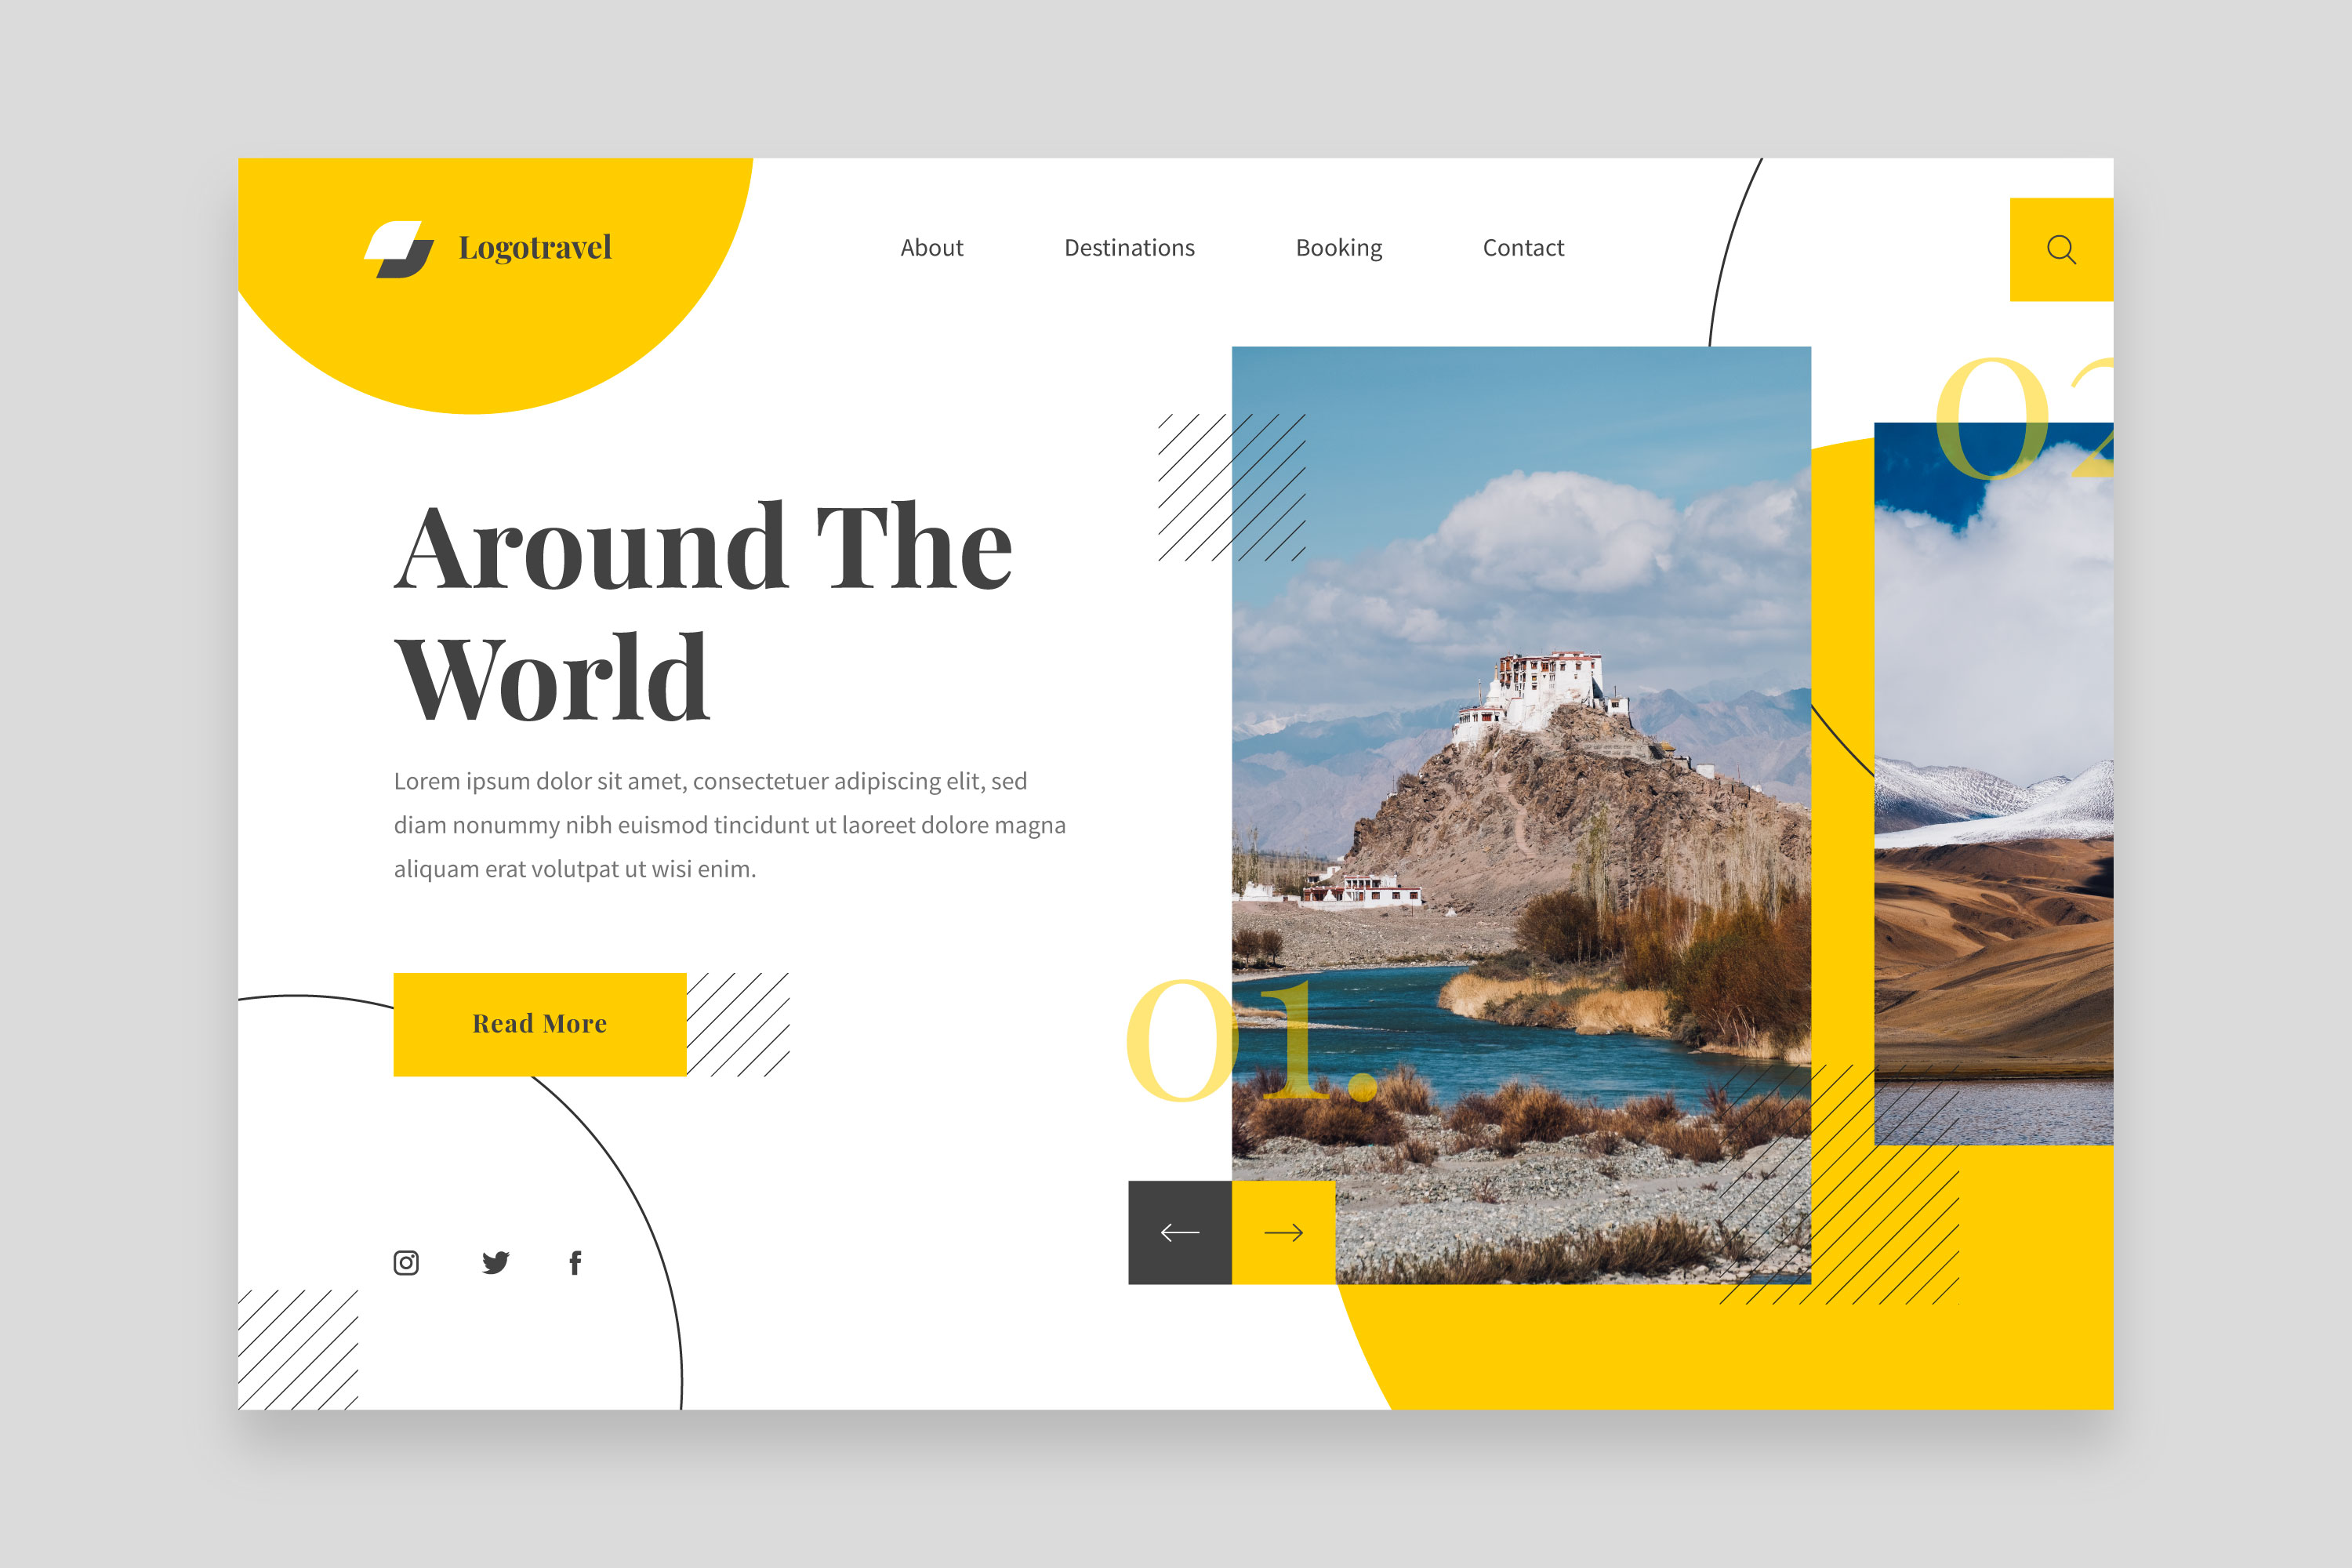 Logotravel
About Destinations Booking Contact
02
Around The
World
Lorem ipsum dolor sit amet, consectetuer adipiscing elit, sed
diam nonummy nibh euismod tincidunt ut laoreet dolore magna
aliquam erat volutpat ut wisi enim.
Read More
01.